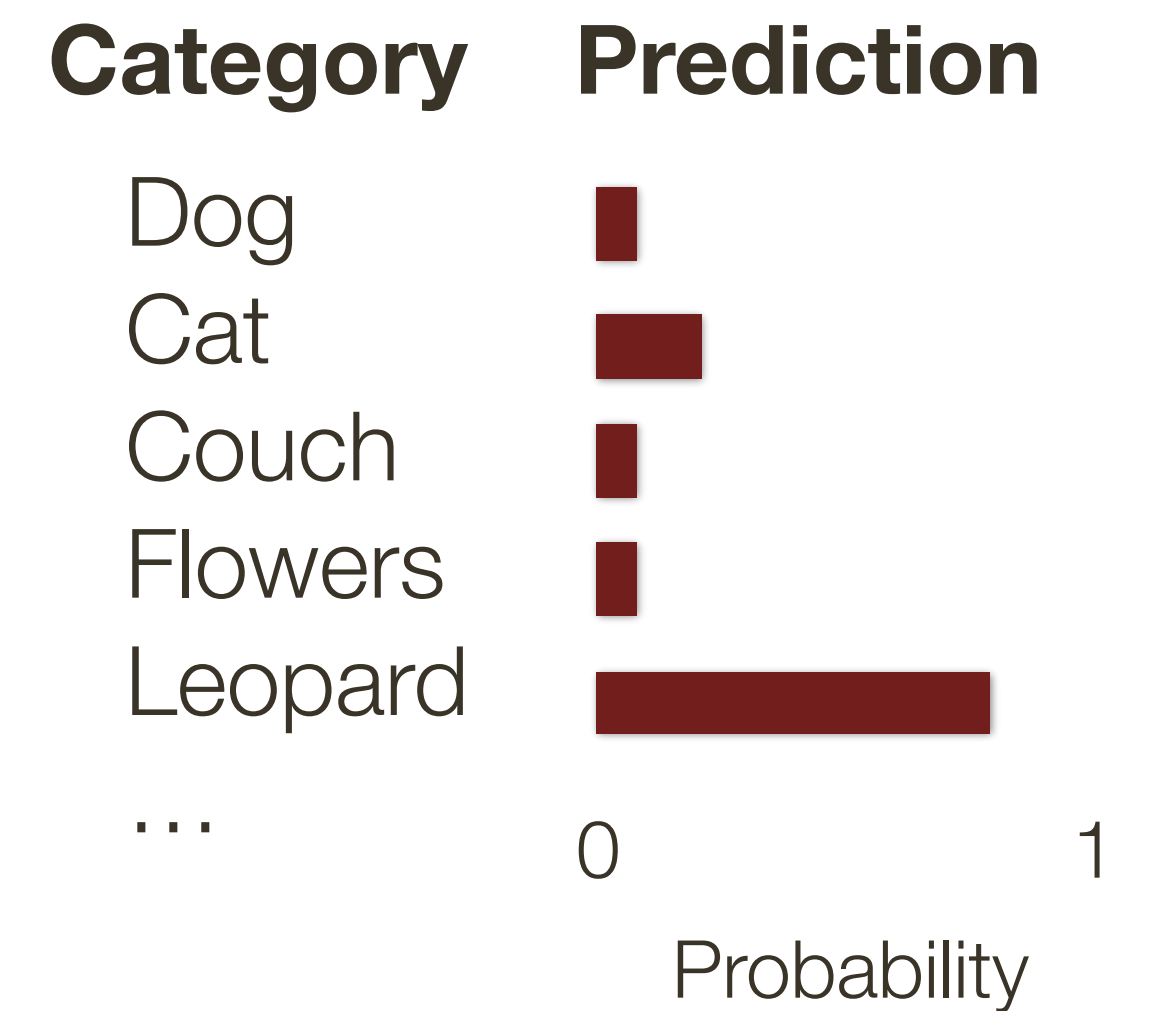 Category Prediction
Dog
Cat
Couch
Flowers
Leopard
…
0 1
Probability